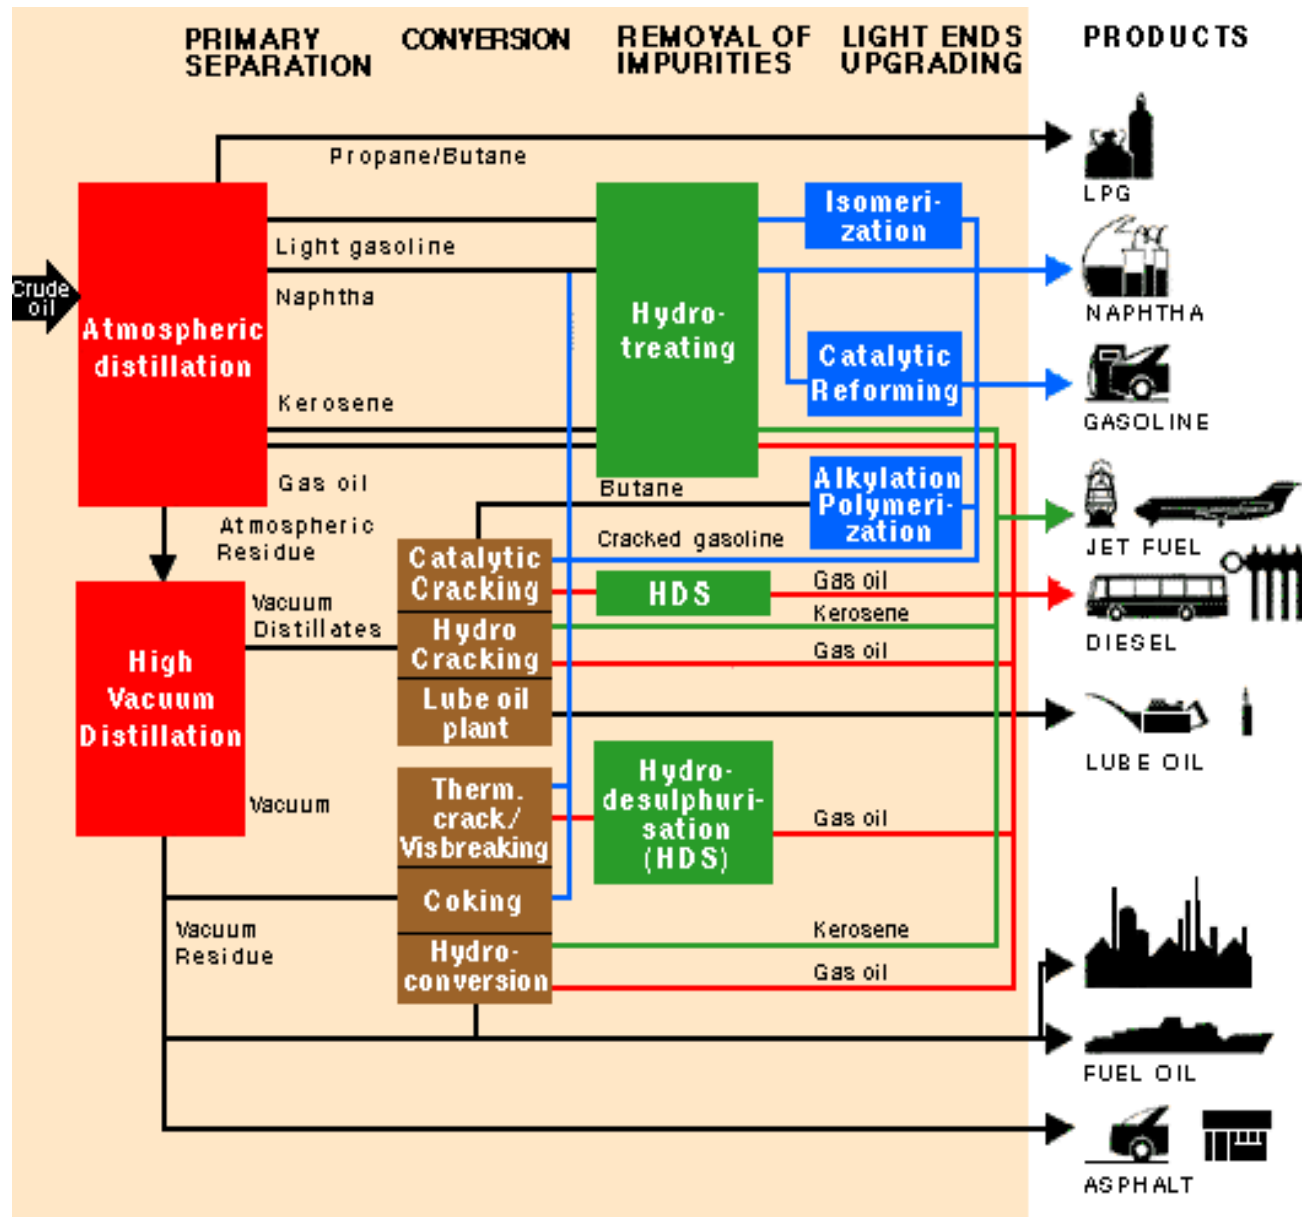 PRIMARY
SEPARATION
CONVERSION
REMOVAL OF
IMPURITIES
LIGHT ENDS
UPGRADING
PRODUCTS
Propane/Butane
LPG
Isomeri-
zation
Light gasoline
Crude
oil
Naphtha
NAPHTHA
Atmospheric
distillation
Hydro-
treating
Catalytic
Reforming
Kerosene
GASOLINE
Gas oil
Butane
Alkylation
Polymeri-
zation
Atmospheric
Residue
Cracked gasoline
JET FUEL
Catalytic
Cracking
HDS
Gas oil
Vacuum
Distillates
Hydro
Cracking
Kerosene
DIESEL
Gas oil
High
Vacuum
Distillation
Lube oil
plant
LUBE OIL
Vacuum
Therm.
crack/
Visbreaking
Hydro-
desulphuri-
sation
(HDS)
Gas oil
Coking
Vacuum
Residue
Kerosene
Hydro-
conversion
Gas oil
FUEL OIL
ASPHALT